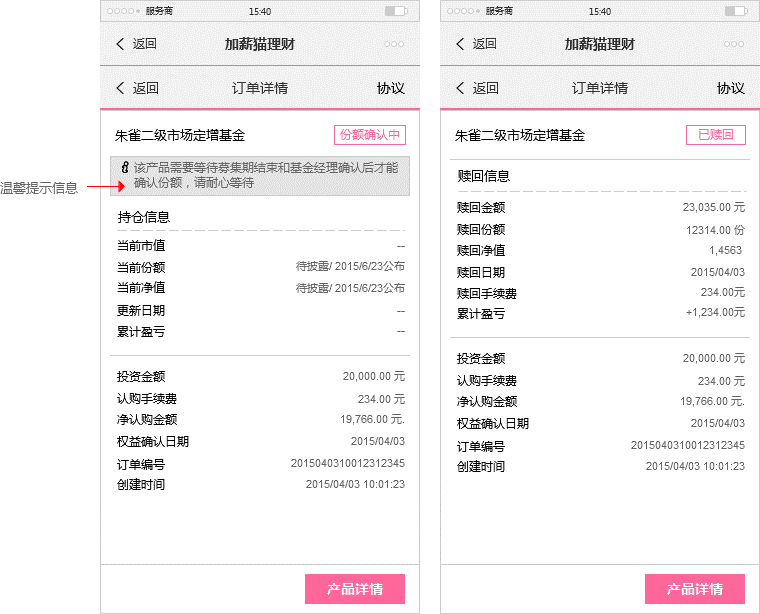 温馨提示信息
服务商 15:40
返回 加薪猫理财
返回 订单详情 协议
朱雀二级市场定增基金 份额确认中
该产品需要等待募集期结束和基金经理确认后才能
确认份额，请耐心等待
持仓信息
当前市值 --
当前份额 待披露/ 2015/6/23公布
当前净值 待披露/ 2015/6/23公布
更新日期 --
累计盈亏 --
投资金额 20,000.00 元
认购手续费 234.00 元
净认购金额 19,766.00 元.
权益确认日期 2015/04/03
订单编号 2015040310012312345
创建时间 2015/04/03 10:01:23
产品详情
服务商 15:40
返回 加薪猫理财
返回 订单详情 协议
朱雀二级市场定增基金 已赎回
赎回信息
赎回金额 23,035.00 元
赎回份额 12314.00 份
赎回净值 1,4563
赎回日期 2015/04/03
赎回手续费 234.00元
累计盈亏 +1,234.00元
投资金额 20,000.00 元
认购手续费 234.00 元
净认购金额 19,766.00 元.
权益确认日期 2015/04/03
订单编号 2015040310012312345
创建时间 2015/04/03 10:01:23
产品详情